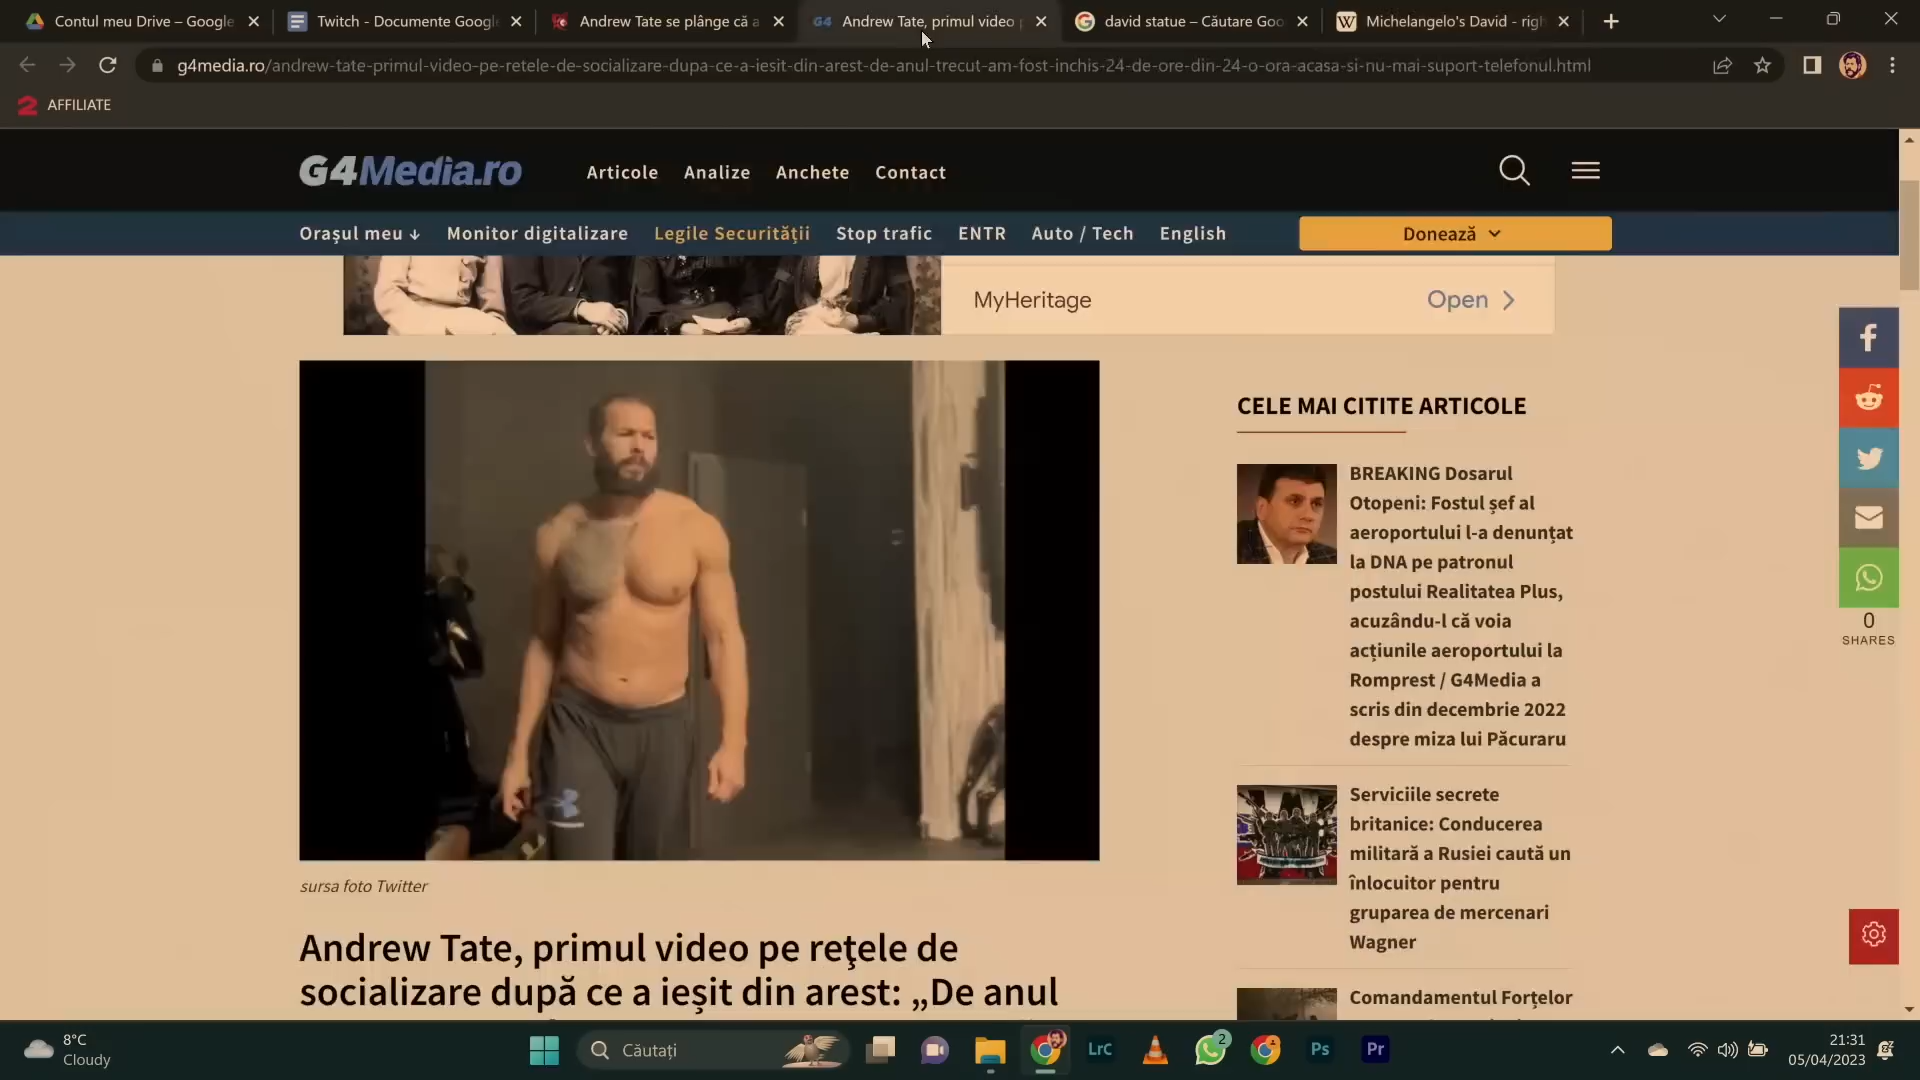 Contul meu Drive – Google
Twitch - Documente Google
Andrew Tate se plânge că a
G4 Andrew Tate, primul video p
david statue – Căutare Goo
W Michelangelo's David - righ
g4media.ro/andrew-tate-primul-video-pe-retele-de-socializare-dupa-ce-a-iesit-din-arest-de-anul-trecut-am-fost-inchis-24-de-ore-din-24-o-ora-acasa-si-nu-mai-suport-telefonul.html
AFFILIATE
G4Media.ro
Articole Analize Anchete Contact
Orașul meu ↓ Monitor digitalizare Legile Securității Stop trafic ENTR Auto / Tech English Donează
MyHeritage Open
sursa foto Twitter
Andrew Tate, primul video pe reţele de
socializare după ce a ieșit din arest: „De anul
CELE MAI CITITE ARTICOLE
BREAKING Dosarul
Otopeni: Fostul șef al
aeroportului l-a denunțat
la DNA pe patronul
postului Realitatea Plus,
acuzându-l că voia
acțiunile aeroportului la
Romprest / G4Media a
scris din decembrie 2022
despre miza lui Păcuraru
Serviciile secrete
britanice: Conducerea
militară a Rusiei caută un
înlocuitor pentru
gruparea de mercenari
Wagner
Comandamentul Forțelor
0
SHARES
8°C
Cloudy
Căutați
LrC
2
Ps
Pr
21:31
05/04/2023